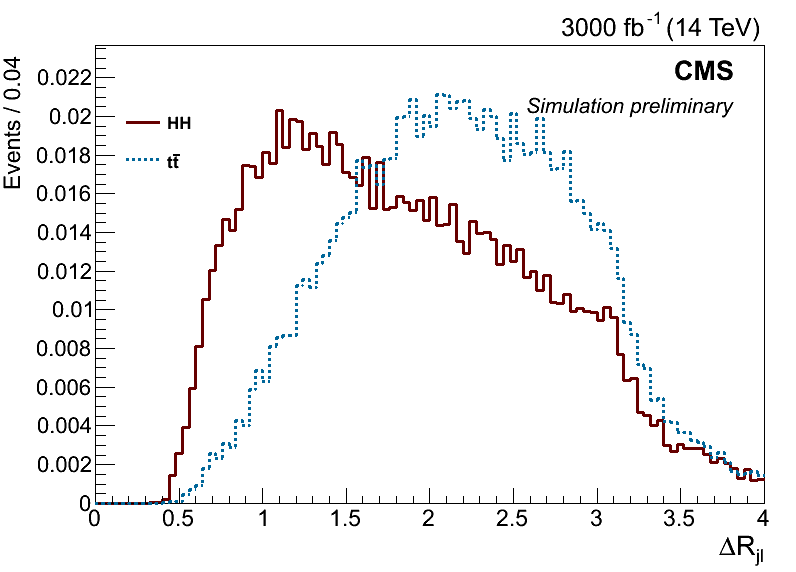 3000 fb⁻¹ (14 TeV)
CMS
Simulation preliminary
HH
tt̄
Events / 0.04
0.022
0.02
0.018
0.016
0.014
0.012
0.01
0.008
0.006
0.004
0.002
0
0 0.5 1 1.5 2 2.5 3 3.5 4
ΔR_jl